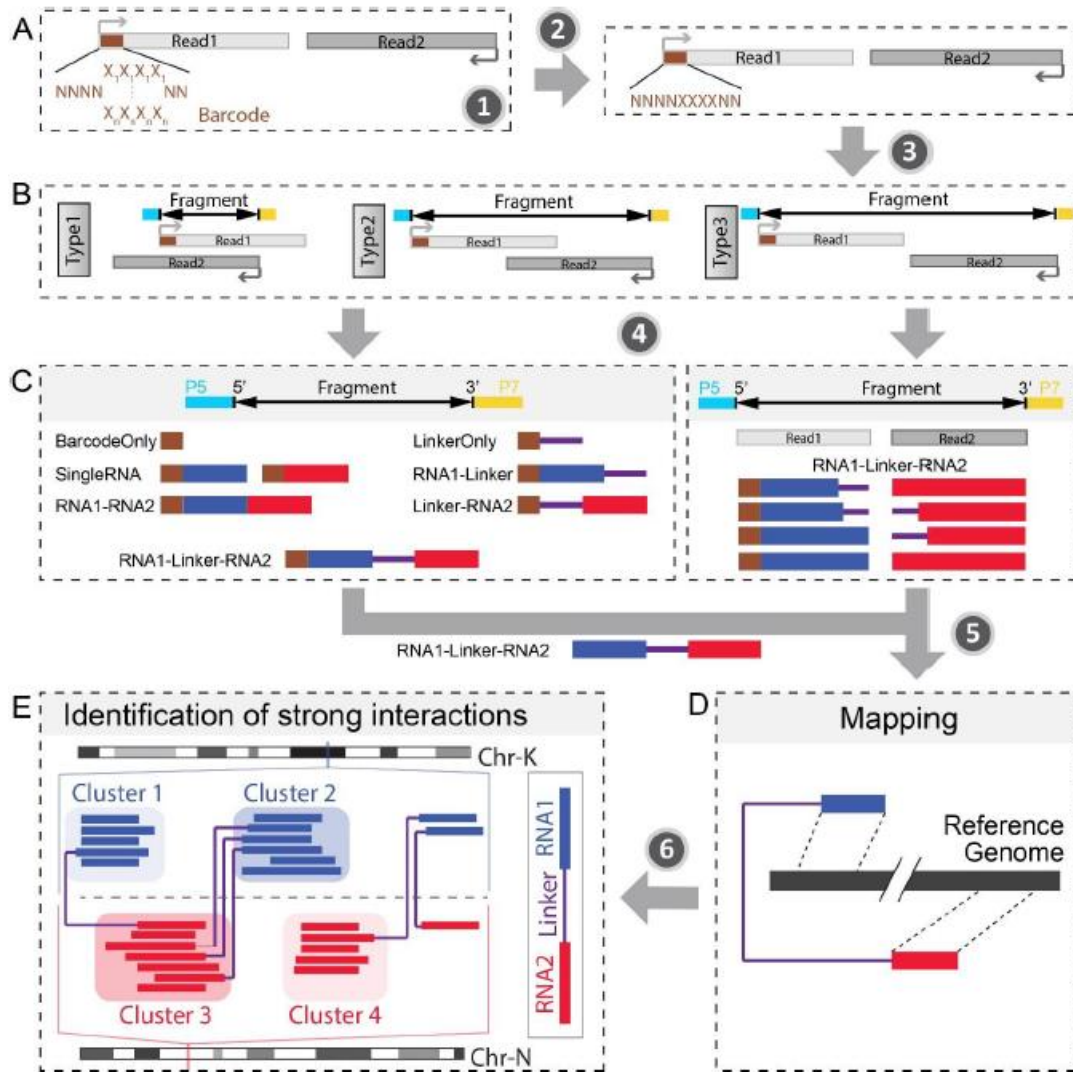 A
Read1
Read2
X₁X₁X₁X₁
NNNN NN
XₙXₙXₙXₙ
Barcode
1
2
Read1
Read2
NNNNXXXXNN
3
B
Type1
Fragment
Read1
Read2
Type2
Fragment
Read1
Read2
Type3
Fragment
Read1
Read2
4
C
P5 5' Fragment 3' P7
BarcodeOnly
LinkerOnly
SingleRNA
RNA1-Linker
RNA1-RNA2
Linker-RNA2
RNA1-Linker-RNA2
P5 5' Fragment 3' P7
Read1
Read2
RNA1-Linker-RNA2
5
RNA1-Linker-RNA2
E
Identification of strong interactions
Chr-K
Cluster 1
Cluster 2
Cluster 3
Cluster 4
Chr-N
RNA2 Linker RNA1
6
D
Mapping
Reference
Genome